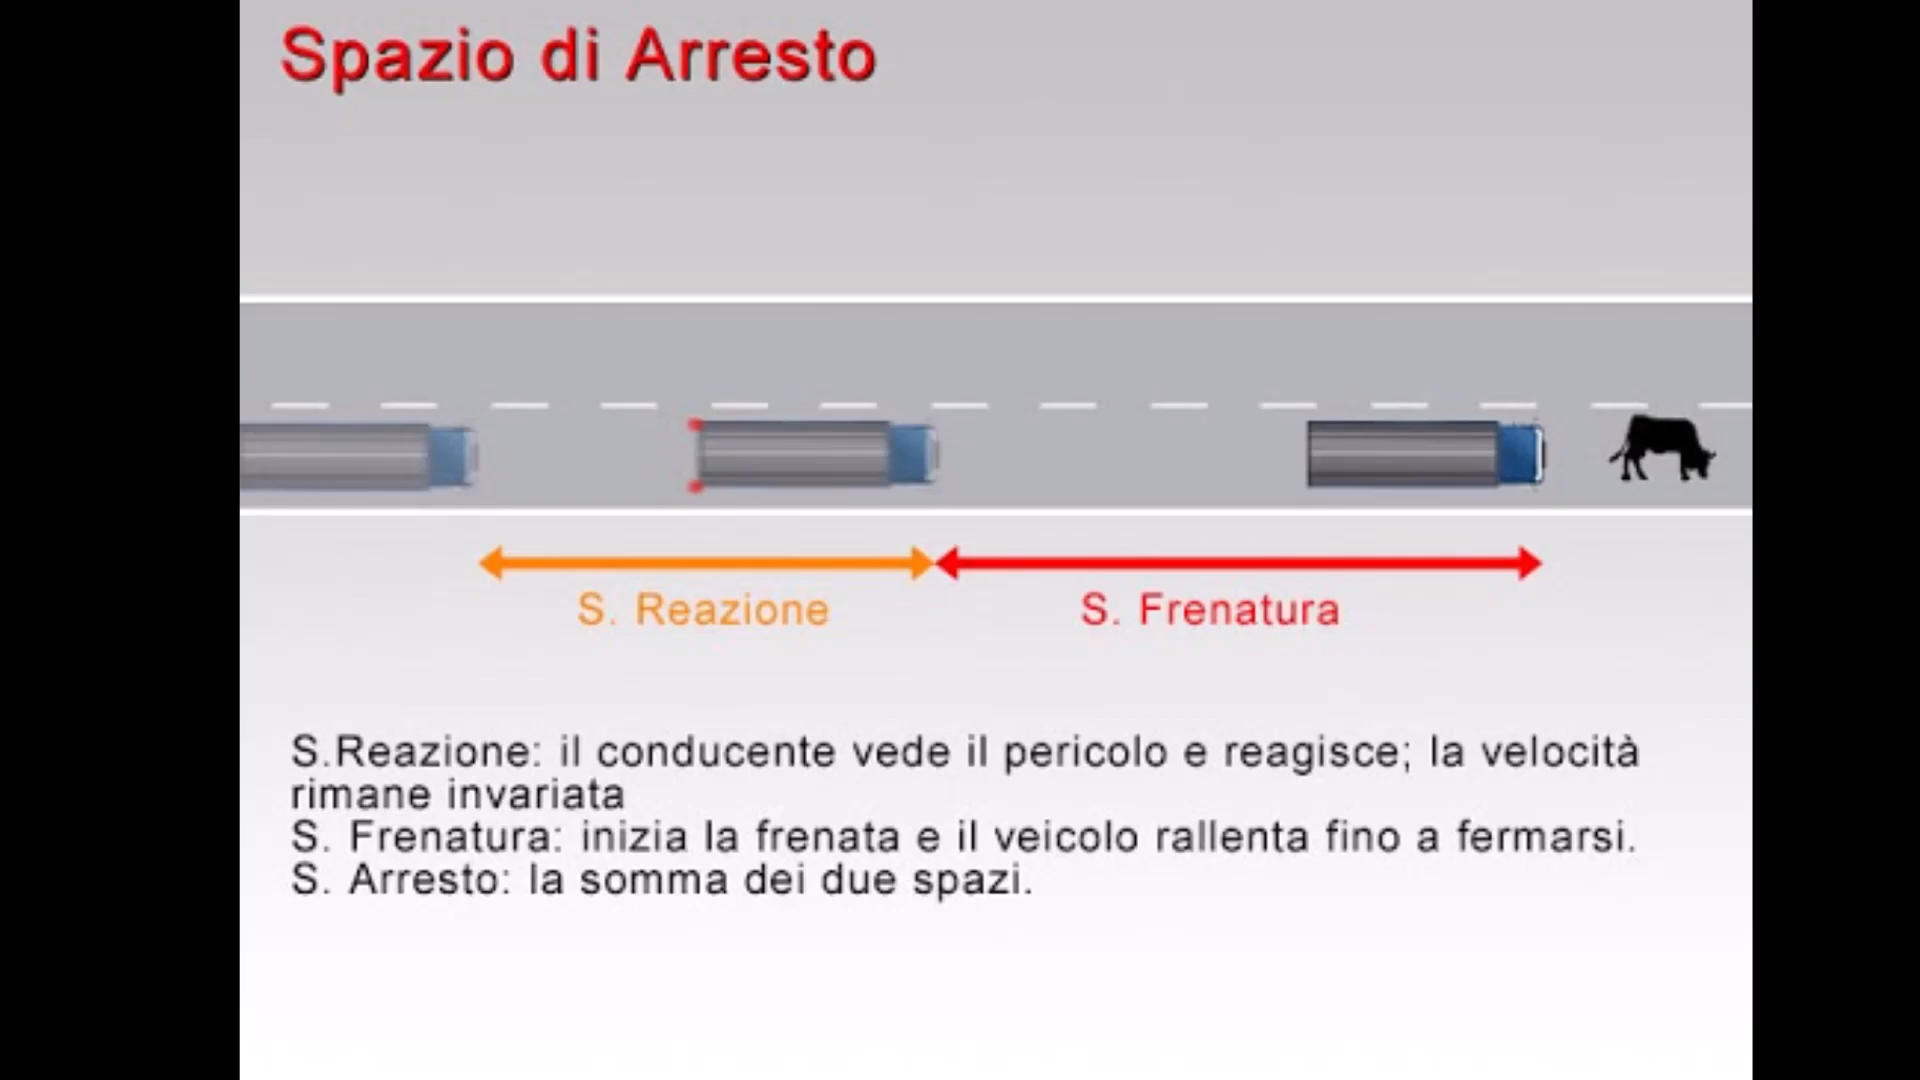 Spazio di Arresto
S. Reazione
S. Frenatura
S.Reazione: il conducente vede il pericolo e reagisce; la velocità
rimane invariata
S. Frenatura: inizia la frenata e il veicolo rallenta fino a fermarsi.
S. Arresto: la somma dei due spazi.